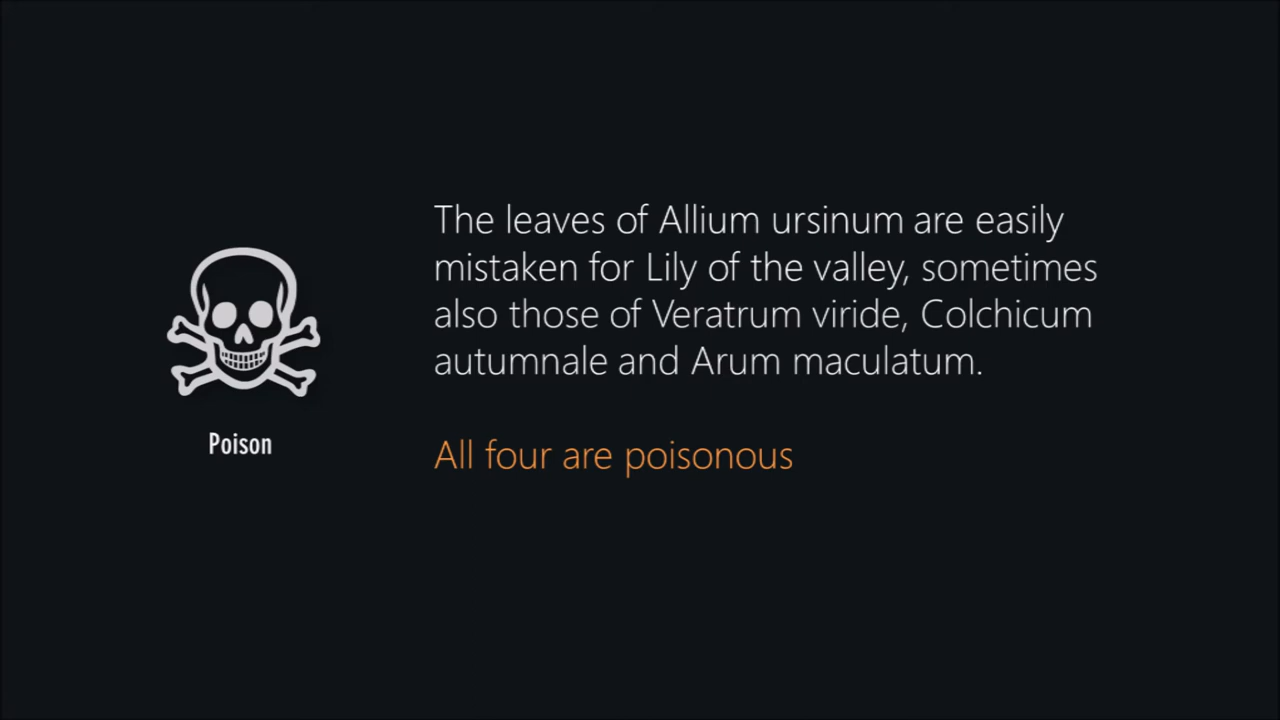 The leaves of Allium ursinum are easily
mistaken for Lily of the valley, sometimes
also those of Veratrum viride, Colchicum
autumnale and Arum maculatum.
Poison
All four are poisonous